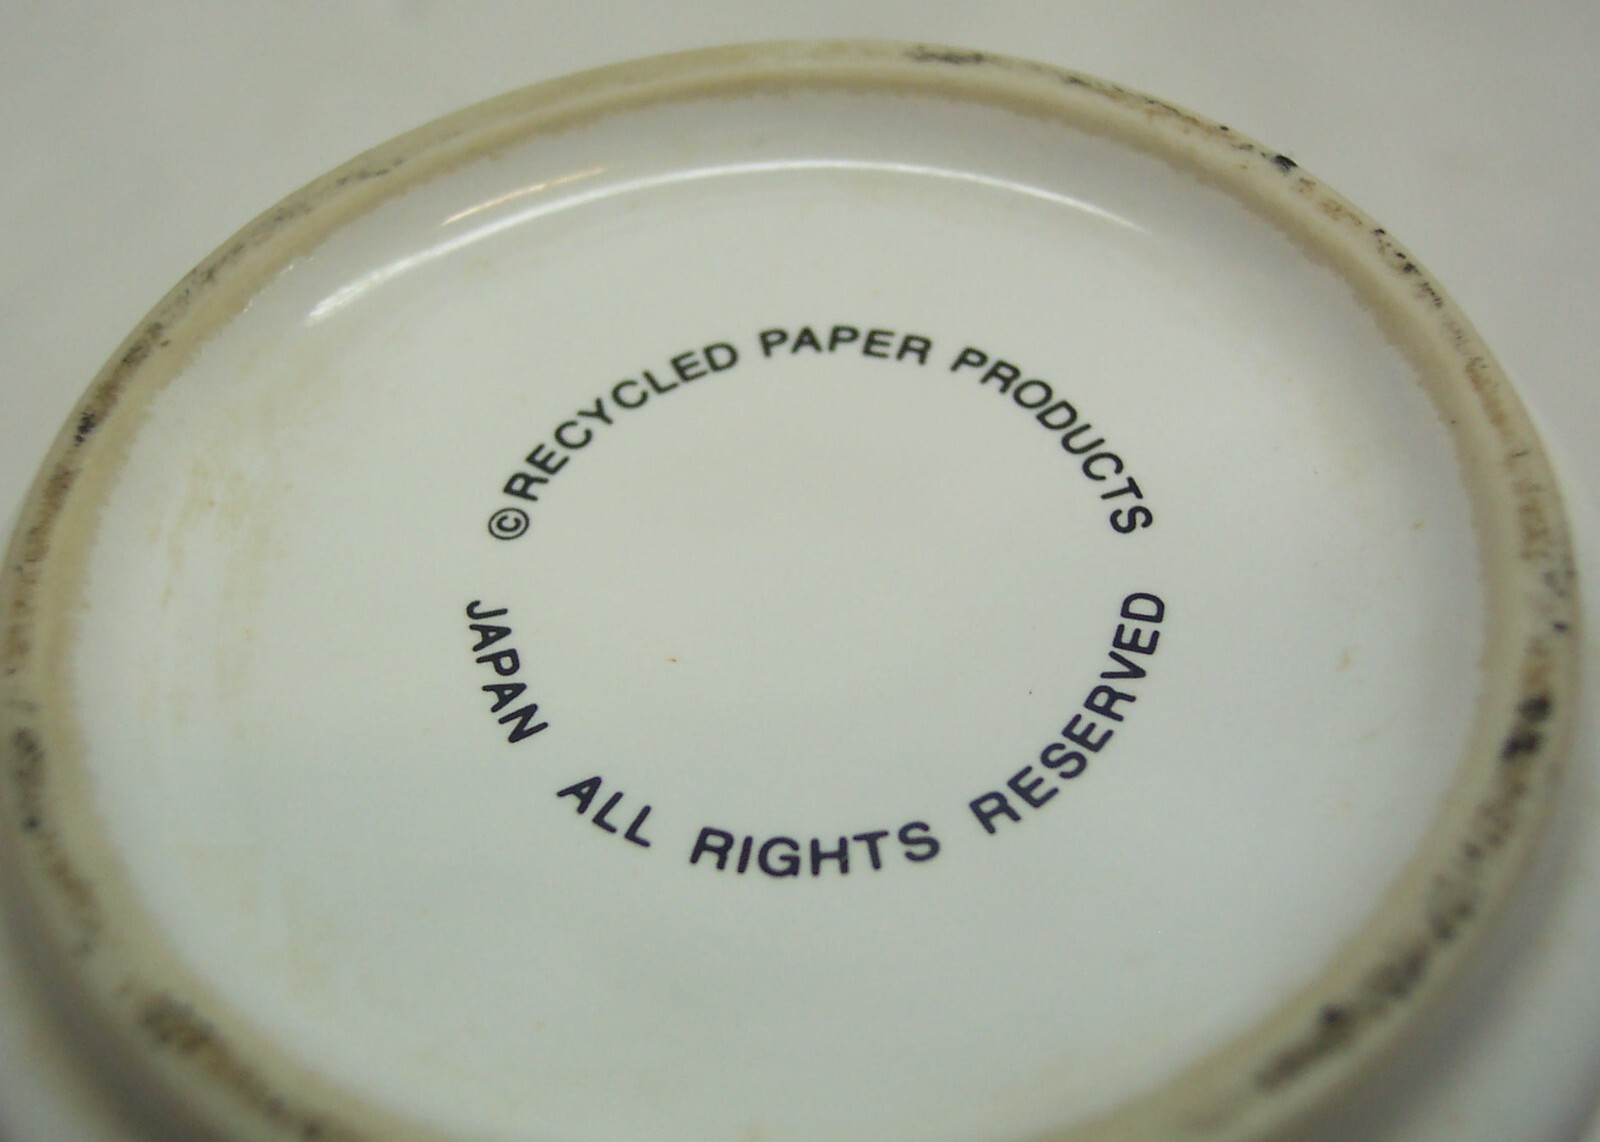 ©RECYCLED PAPER PRODUCTS
JAPAN ALL RIGHTS RESERVED